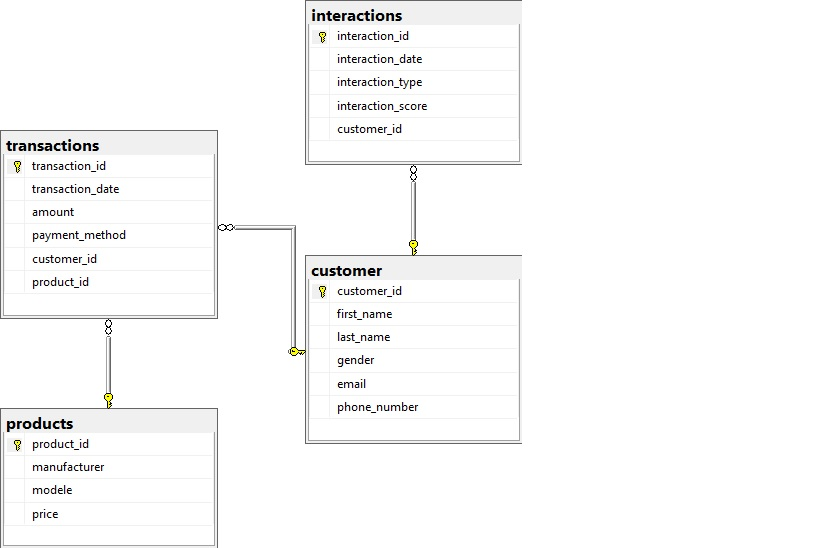 interactions
interaction_id
interaction_date
interaction_type
interaction_score
customer_id
transactions
transaction_id
transaction_date
amount
payment_method
customer_id
product_id
customer
customer_id
first_name
last_name
gender
email
phone_number
products
product_id
manufacturer
modele
price